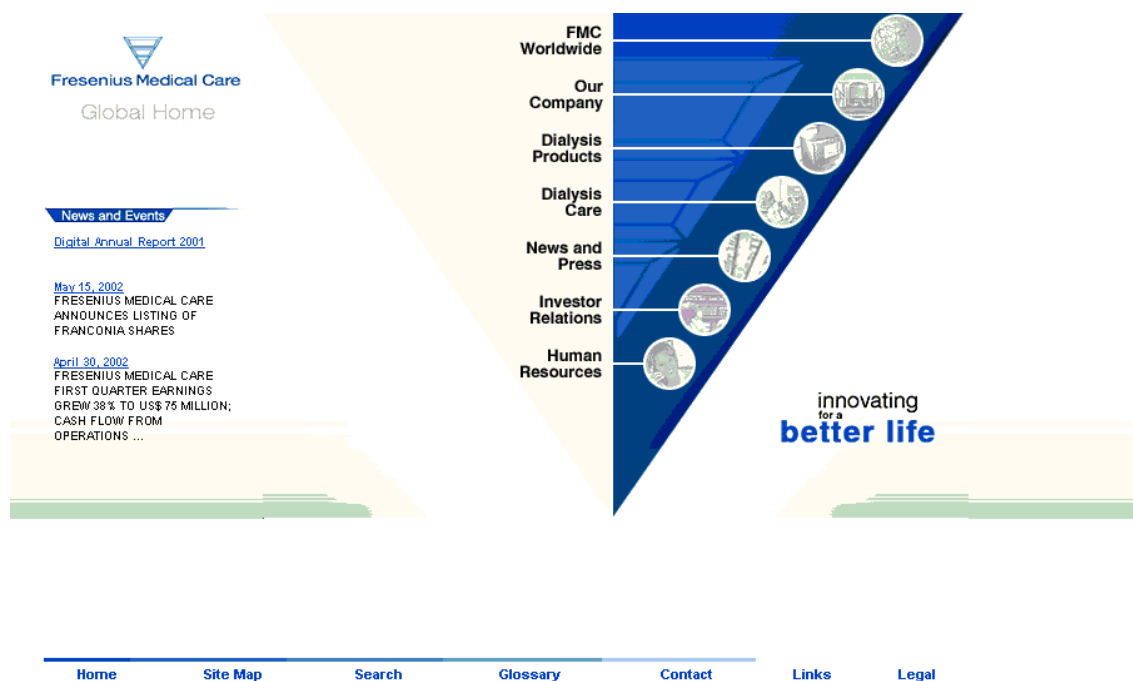 Fresenius Medical Care
Global Home
News and Events
Digital Annual Report 2001
May 15, 2002
FRESENIUS MEDICAL CARE
ANNOUNCES LISTING OF
FRANCONIA SHARES
April 30, 2002
FRESENIUS MEDICAL CARE
FIRST QUARTER EARNINGS
GREW 38% TO US$ 75 MILLION;
CASH FLOW FROM
OPERATIONS ...
FMC
Worldwide
Our
Company
Dialysis
Products
Dialysis
Care
News and
Press
Investor
Relations
Human
Resources
innovating
for a
better life
Home Site Map Search Glossary Contact Links Legal